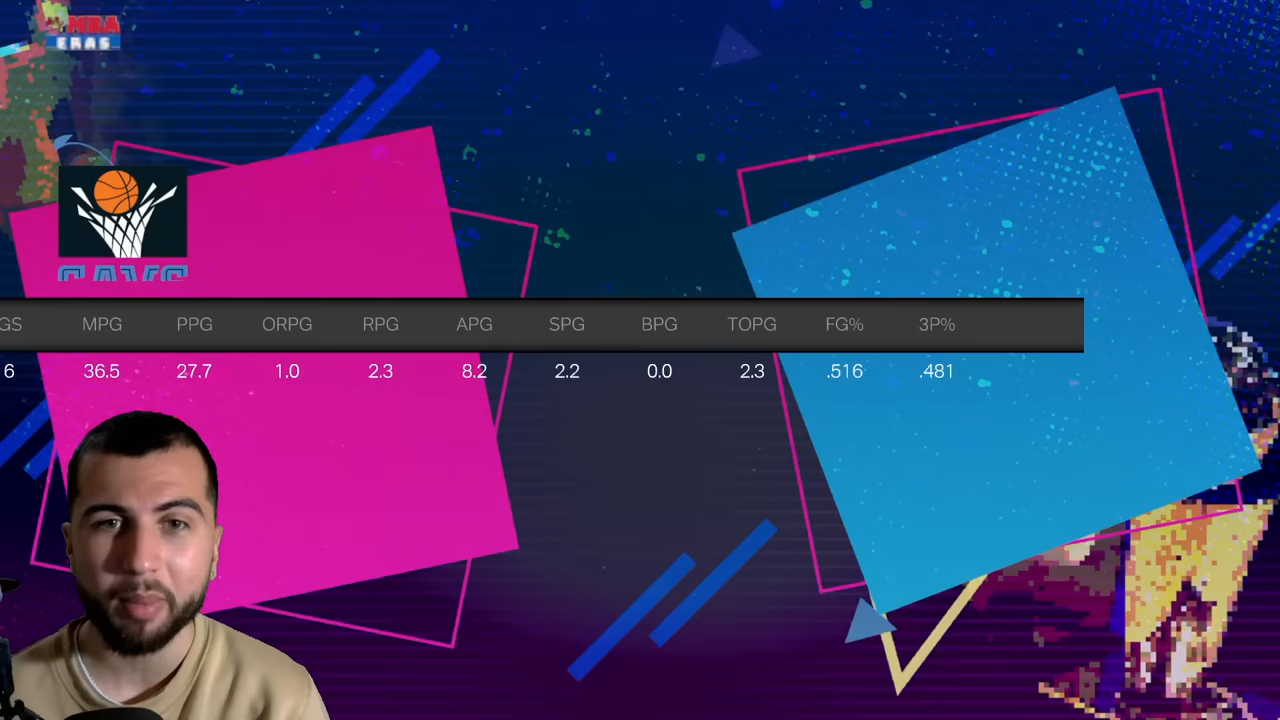 NBA
ERAS
CAVS
GS MPG PPG ORPG RPG APG SPG BPG TOPG FG% 3P%
6 36.5 27.7 1.0 2.3 8.2 2.2 0.0 2.3 .516 .481